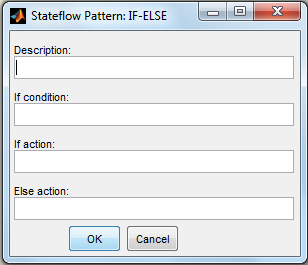 Stateflow Pattern: IF-ELSE
Description:
If condition:
If action:
Else action:
OK
Cancel